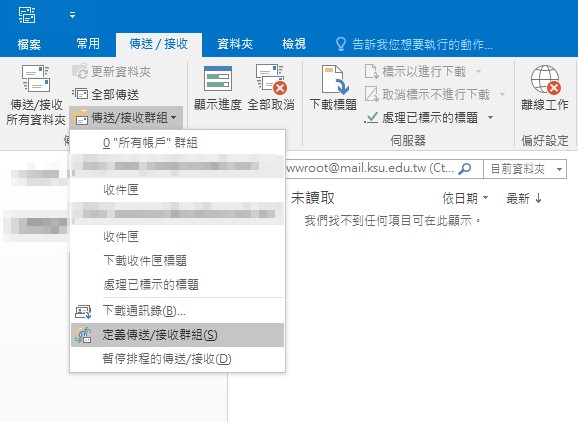 檔案 常用 傳送 / 接收 資料夾 檢視 告訴我您想要執行的動作...
傳送/接收
所有資料夾
更新資料夾
全部傳送
傳送/接收群組
顯示進度
全部取消
下載標題
標示以進行下載
取消標示不進行下載
處理已標示的標題
伺服器
離線工作
偏好設定
0 "所有帳戶" 群組
收件匣
收件匣
下載收件匣標題
處理已標示的標題
下載通訊錄(B)...
定義傳送/接收群組(S)
暫停排程的傳送/接收(D)
wwroot@mail.ksu.edu.tw (Ct...
目前資料夾
未讀取 依日期 最新
我們找不到任何項目可在此顯示。